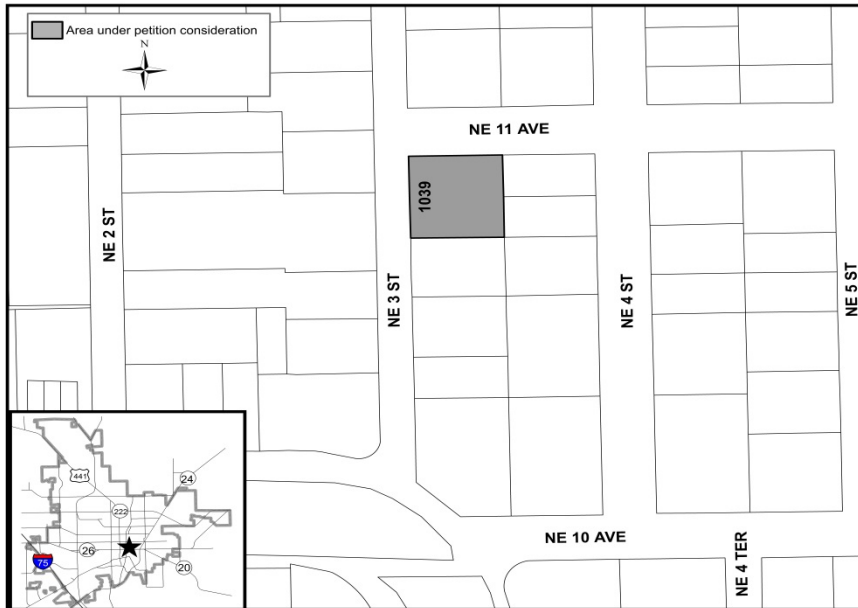 Area under petition consideration
N
NE 11 AVE
1039
NE 2 ST
NE 3 ST
NE 4 ST
NE 5 ST
NE 10 AVE
NE 4 TER
441
24
222
26
75
20